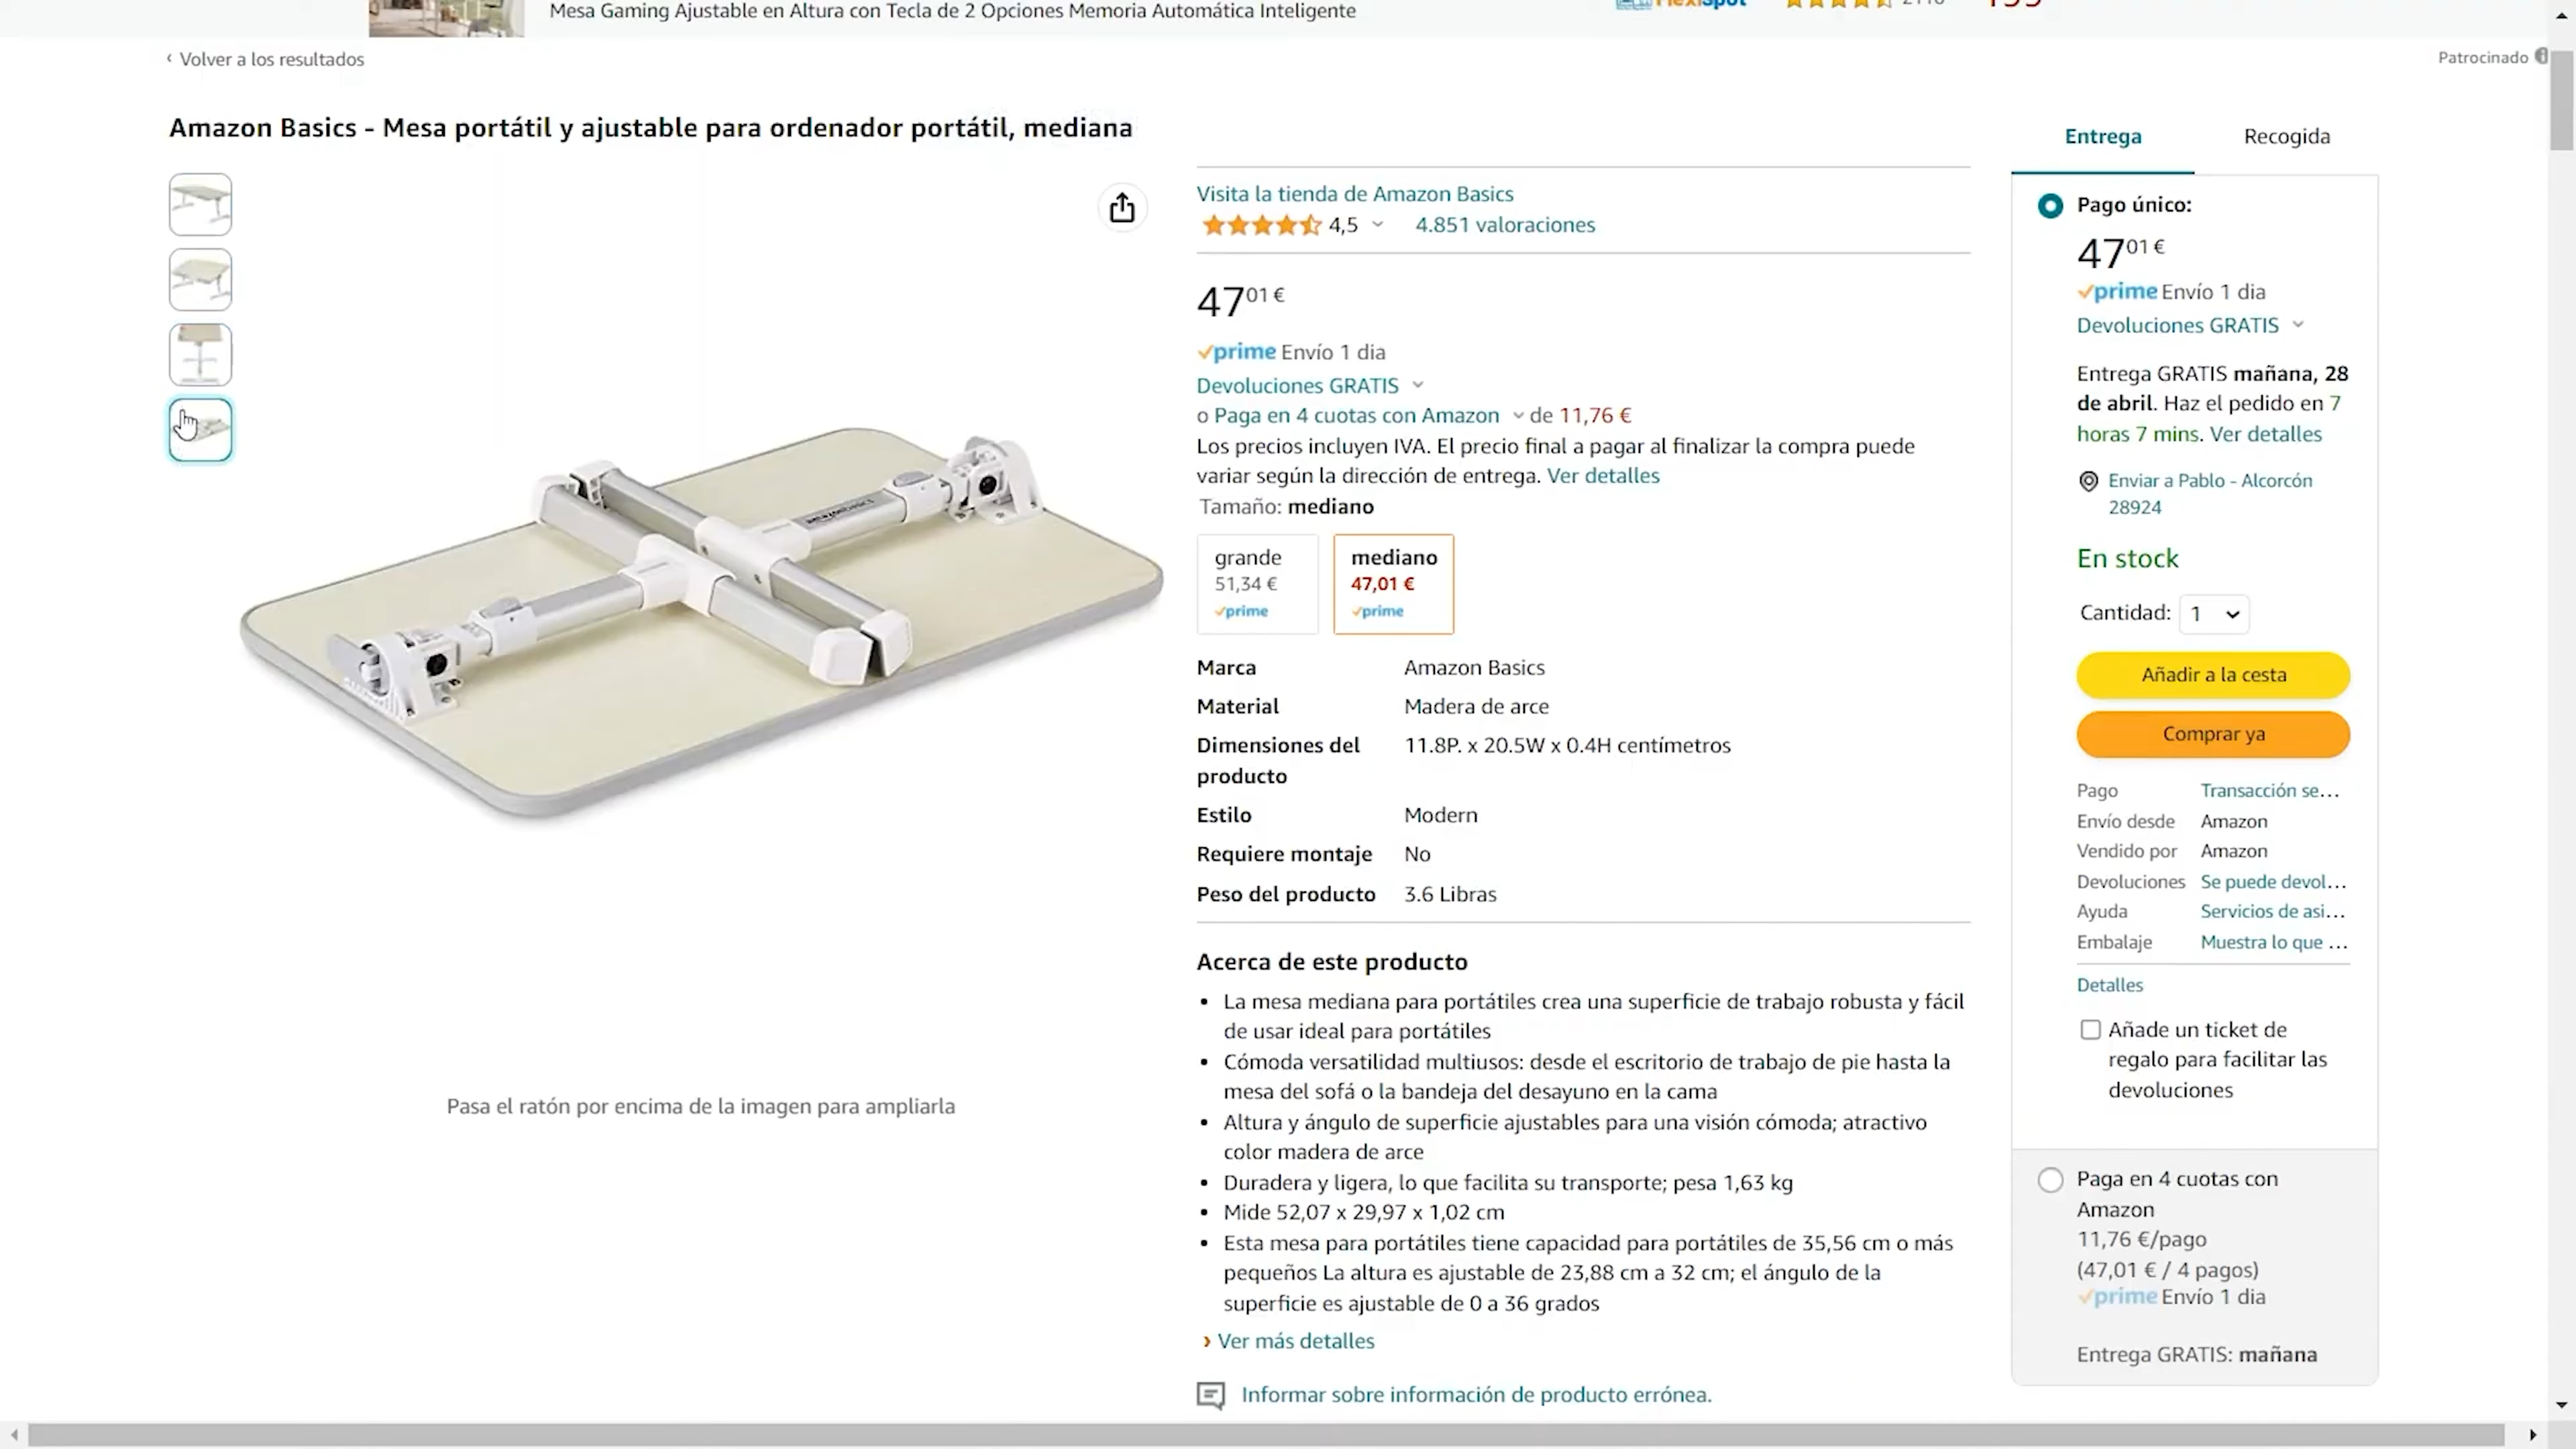 Mesa Gaming Ajustable en Altura con Tecla de 2 Opciones Memoria Automática Inteligente
FlexiSpot
‹ Volver a los resultados
Patrocinado
Amazon Basics - Mesa portátil y ajustable para ordenador portátil, mediana
Pasa el ratón por encima de la imagen para ampliarla
Visita la tienda de Amazon Basics
4,5 4.851 valoraciones
47 01 €
prime Envío 1 dia
Devoluciones GRATIS
o Paga en 4 cuotas con Amazon de 11,76 €
Los precios incluyen IVA. El precio final a pagar al finalizar la compra puede
variar según la dirección de entrega. Ver detalles
Tamaño: mediano
grande
51,34 €
prime
mediano
47,01 €
prime
Marca Amazon Basics
Material Madera de arce
Dimensiones del 11.8P. x 20.5W x 0.4H centímetros
producto
Estilo Modern
Requiere montaje No
Peso del producto 3.6 Libras
Acerca de este producto
• La mesa mediana para portátiles crea una superficie de trabajo robusta y fácil
de usar ideal para portátiles
• Cómoda versatilidad multiusos: desde el escritorio de trabajo de pie hasta la
mesa del sofá o la bandeja del desayuno en la cama
• Altura y ángulo de superficie ajustables para una visión cómoda; atractivo
color madera de arce
• Duradera y ligera, lo que facilita su transporte; pesa 1,63 kg
• Mide 52,07 x 29,97 x 1,02 cm
• Esta mesa para portátiles tiene capacidad para portátiles de 35,56 cm o más
pequeños La altura es ajustable de 23,88 cm a 32 cm; el ángulo de la
superficie es ajustable de 0 a 36 grados
› Ver más detalles
Informar sobre información de producto errónea.
Entrega Recogida
Pago único:
47 01 €
prime Envío 1 dia
Devoluciones GRATIS
Entrega GRATIS mañana, 28
de abril. Haz el pedido en 7
horas 7 mins. Ver detalles
Enviar a Pablo - Alcorcón
28924
En stock
Cantidad: 1
Añadir a la cesta
Comprar ya
Pago Transacción se...
Envío desde Amazon
Vendido por Amazon
Devoluciones Se puede devol...
Ayuda Servicios de asi...
Embalaje Muestra lo que ...
Detalles
Añade un ticket de
regalo para facilitar las
devoluciones
Paga en 4 cuotas con
Amazon
11,76 €/pago
(47,01 € / 4 pagos)
prime Envío 1 dia
Entrega GRATIS: mañana